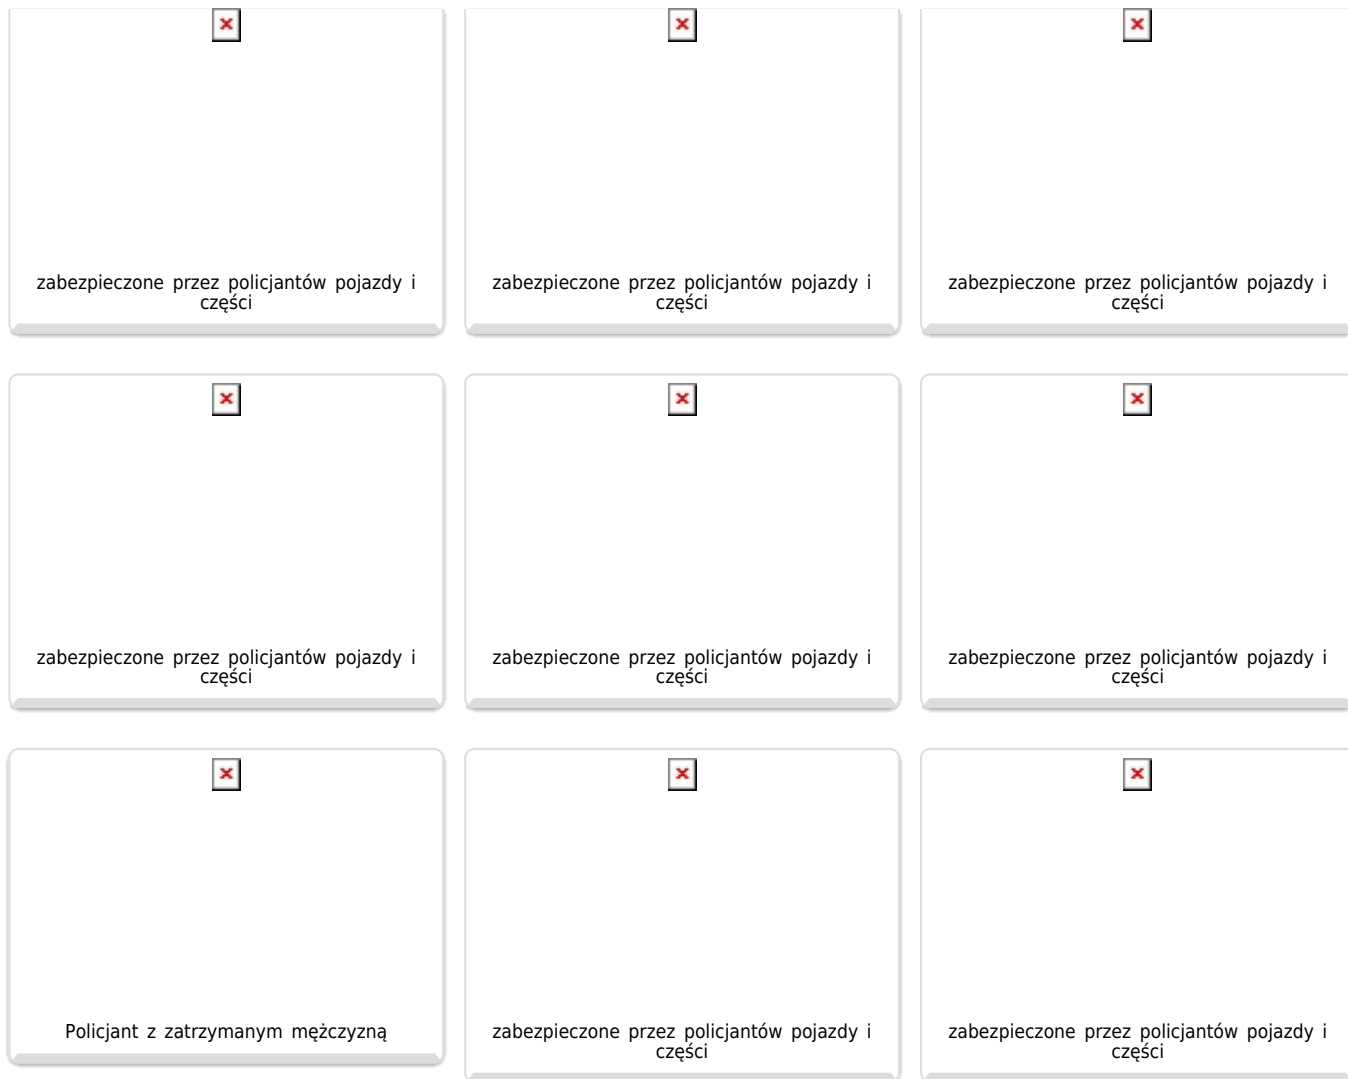 zabezpieczone przez policjantów pojazdy i
części
zabezpieczone przez policjantów pojazdy i
części
zabezpieczone przez policjantów pojazdy i
części
zabezpieczone przez policjantów pojazdy i
części
zabezpieczone przez policjantów pojazdy i
części
zabezpieczone przez policjantów pojazdy i
części
Policjant z zatrzymanym mężczyzną
zabezpieczone przez policjantów pojazdy i
części
zabezpieczone przez policjantów pojazdy i
części